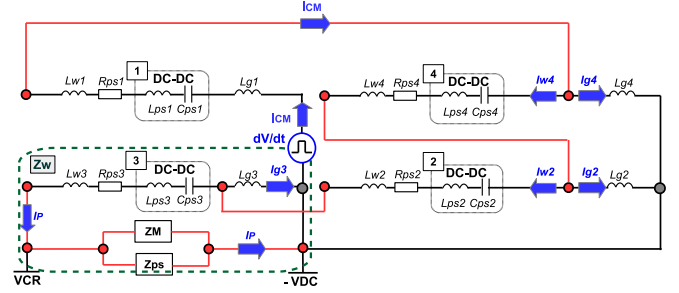 ICM
1
DC-DC
Lw1
Rps1
Lps1
Cps1
Lg1
4
DC-DC
Lw4
Rps4
Lps4
Cps4
Iw4
Ig4
Lg4
ICM
dV/dt
Zw
3
DC-DC
Lw3
Rps3
Lps3
Cps3
Lg3
Ig3
2
DC-DC
Lw2
Rps2
Lps2
Cps2
Iw2
Ig2
Lg2
IP
ZM
Zps
IP
VCR
-VDC